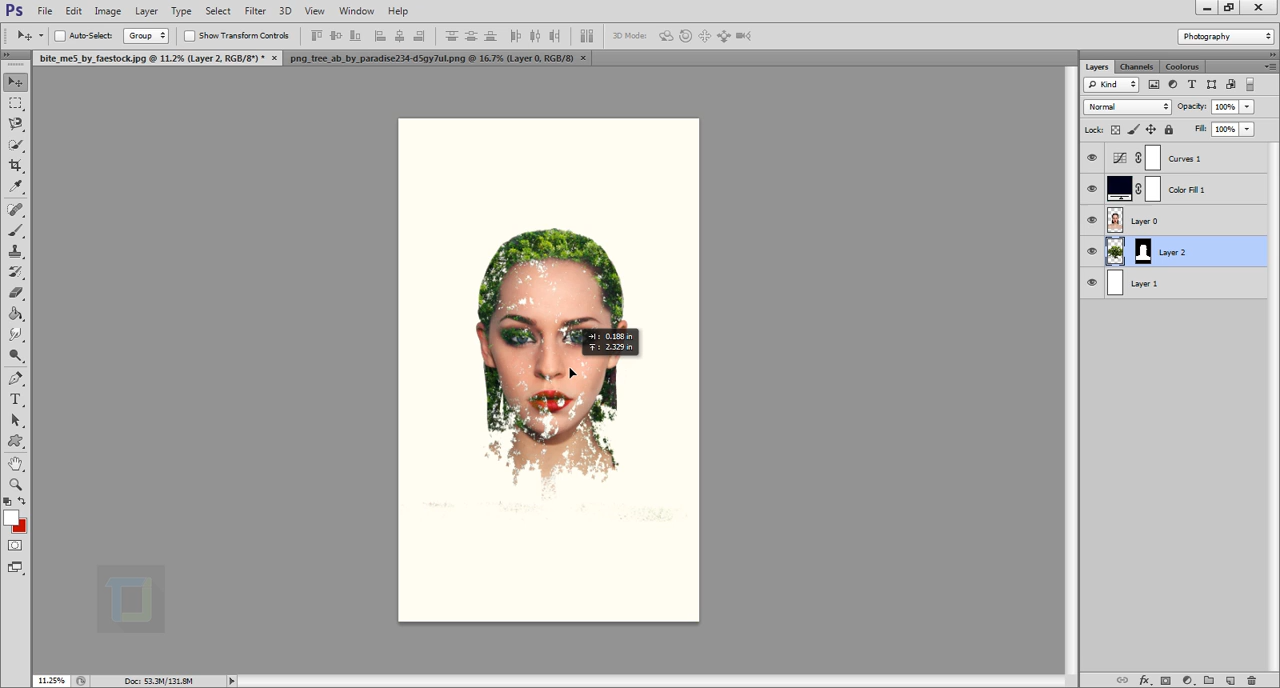 Ps File Edit Image Layer Type Select Filter 3D View Window Help
Auto-Select: Group Show Transform Controls 3D Mode: Photography
bite_me5_by_faestock.jpg @ 11.2% (Layer 2, RGB/8*) * × png_tree_ab_by_paradise234-d5gy7ul.png @ 16.7% (Layer 0, RGB/8) ×
Layers Channels Coolorus
Kind
Normal Opacity: 100%
Lock: Fill: 100%
Curves 1
Color Fill 1
Layer 0
Layer 2
Layer 1
: 0.188 in
: 2.329 in
11.25% Doc: 53.3M/131.8M